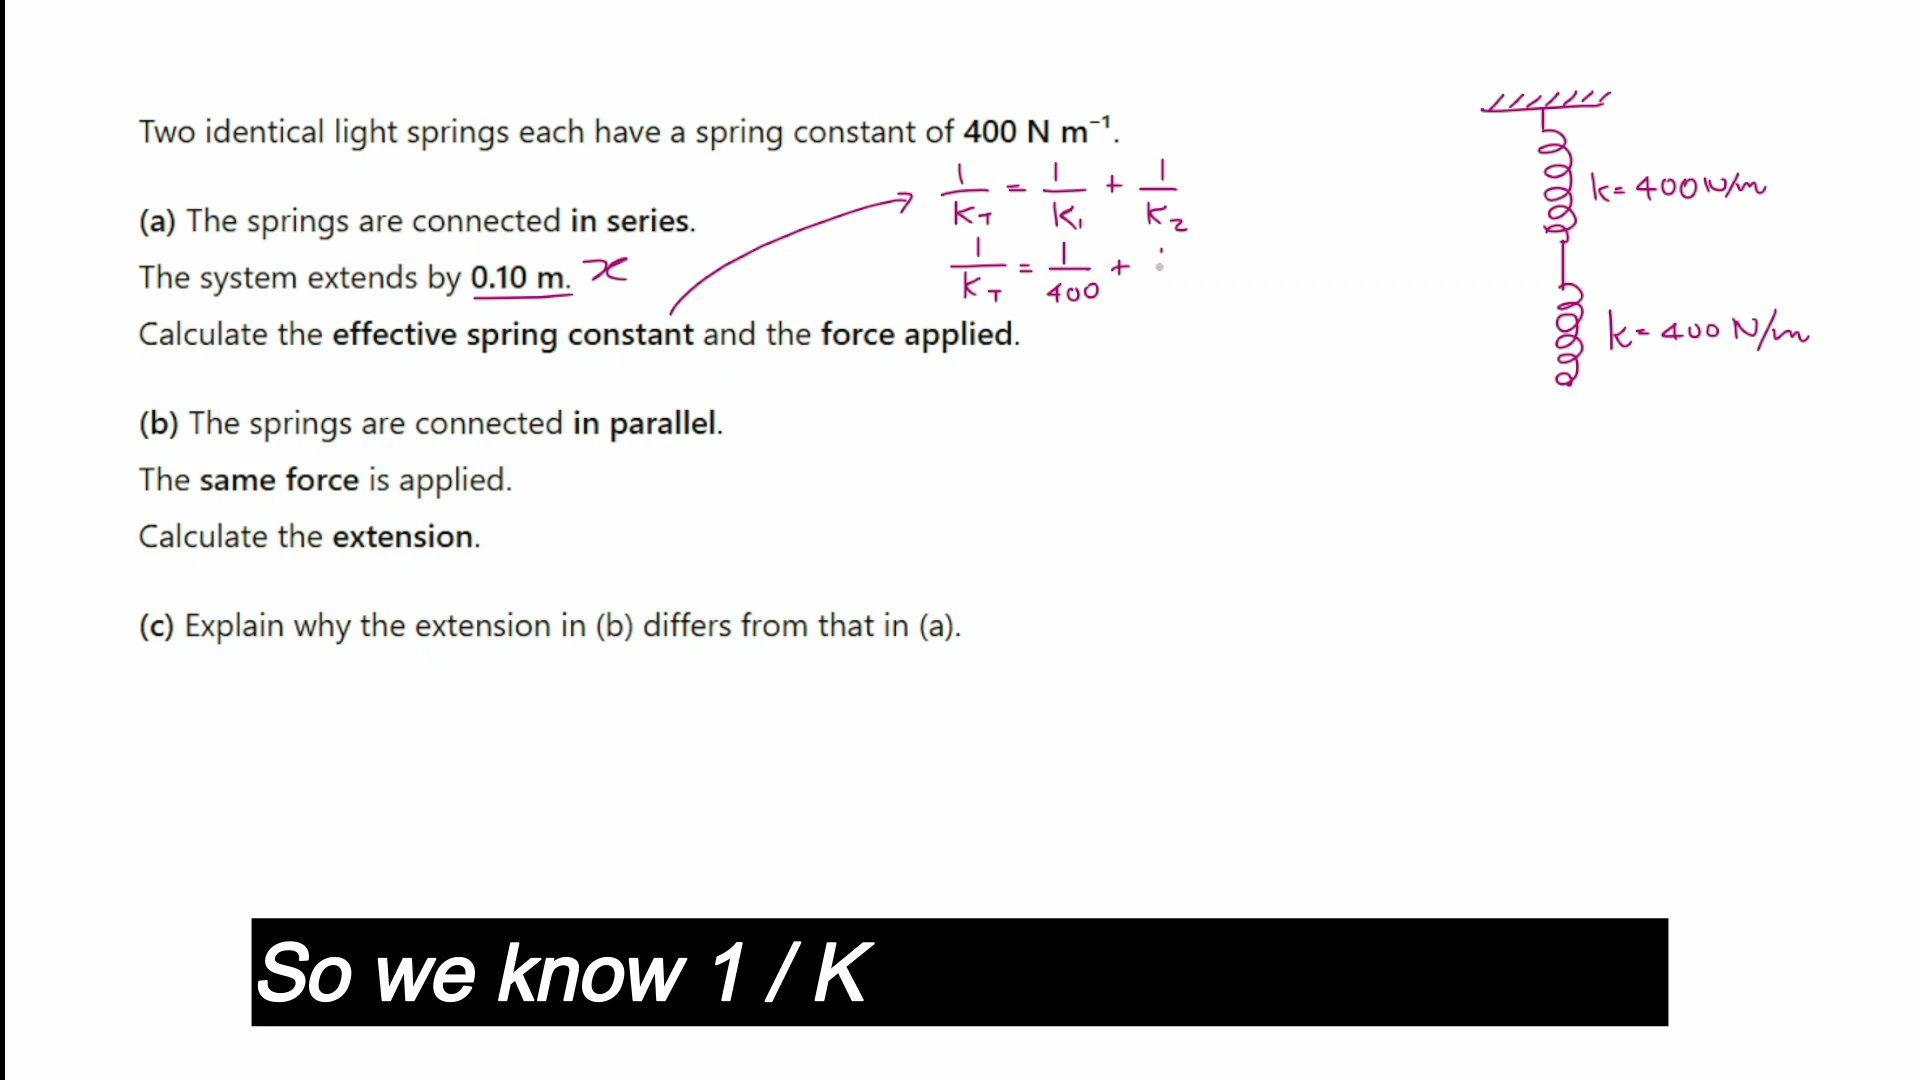 Two identical light springs each have a spring constant of 400 N m⁻¹.
1/K_T = 1/K_1 + 1/K_2
k = 400 N/m
(a) The springs are connected in series.
The system extends by 0.10 m. x
1/K_T = 1/400 +
Calculate the effective spring constant and the force applied.
k = 400 N/m
(b) The springs are connected in parallel.
The same force is applied.
Calculate the extension.
(c) Explain why the extension in (b) differs from that in (a).
So we know 1 / K